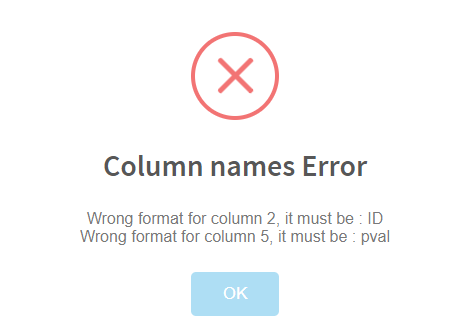 Column names Error
Wrong format for column 2, it must be : ID
Wrong format for column 5, it must be : pval
OK